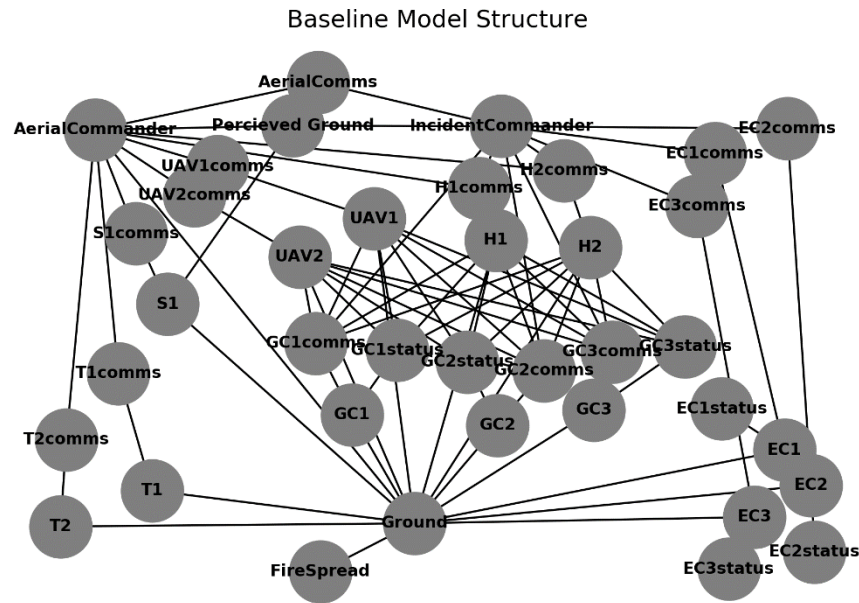 Baseline Model Structure
AerialComms
AerialCommander
Percieved Ground
IncidentCommander
EC2comms
EC1comms
UAV1comms
H2comms
UAV2comms
H1comms
EC3comms
UAV1
S1comms
H1
H2
UAV2
S1
GC1comms
GC1status
GC2status
GC2comms
GC3comms
GC3status
T1comms
GC1
GC2
GC3
EC1status
T2comms
EC1
EC2
T1
EC3
T2
Ground
EC2status
FireSpread
EC3status